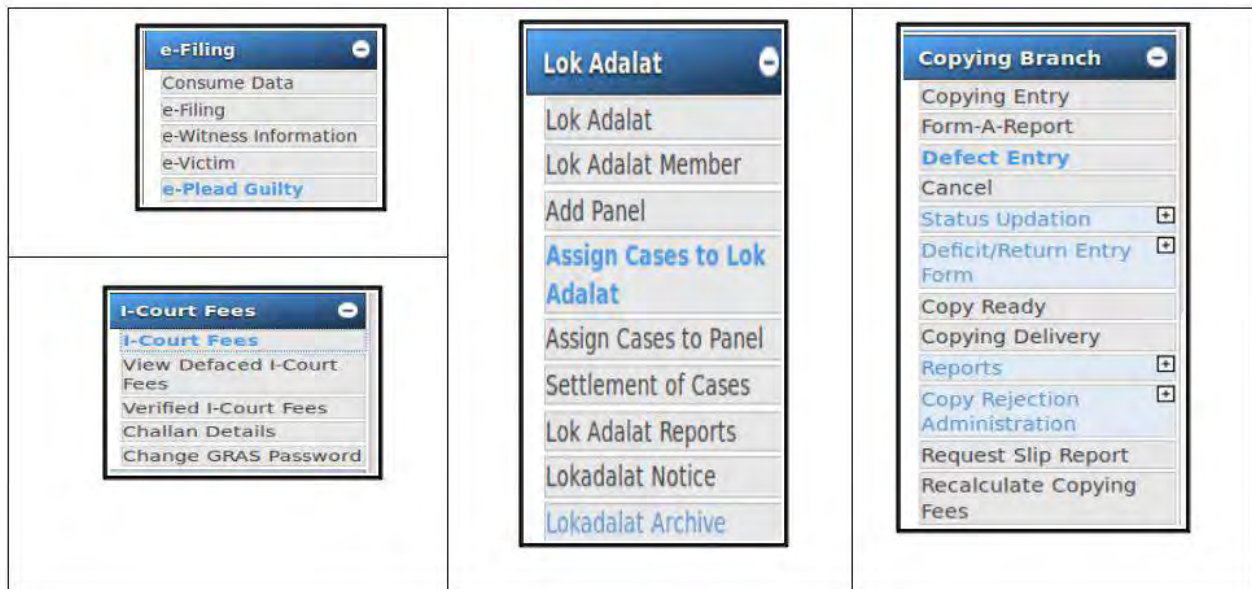 e-Filing
Consume Data
e-Filing
e-Witness Information
e-Victim
e-Plead Guilty
I-Court Fees
I-Court Fees
View Defaced I-Court
Fees
Verified I-Court Fees
Challan Details
Change GRAS Password
Lok Adalat
Lok Adalat
Lok Adalat Member
Add Panel
Assign Cases to Lok
Adalat
Assign Cases to Panel
Settlement of Cases
Lok Adalat Reports
Lokadalat Notice
Lokadalat Archive
Copying Branch
Copying Entry
Form-A-Report
Defect Entry
Cancel
Status Updation
Deficit/Return Entry
Form
Copy Ready
Copying Delivery
Reports
Copy Rejection
Administration
Request Slip Report
Recalculate Copying
Fees